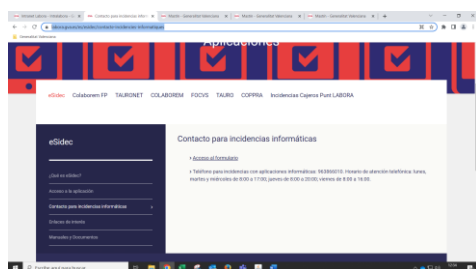 Aplicaciones
eSidec Colaborem FP TAURONET COLABOREM FOCVS TAURO COPPRA Incidencias Cajeros Punt LABORA
eSidec
¿Qué es eSidec?
Acceso a la aplicación
Contacto para incidencias informáticas
Enlaces de interés
Manuales y Documentos
Contacto para incidencias informáticas
Acceso al formulario
Teléfono para incidencias con aplicaciones informáticas: 963866010. Horario de atención telefónica: lunes,
martes y miércoles de 8:00 a 17:00; jueves de 8:00 a 20:00; viernes de 8:00 a 14:30.